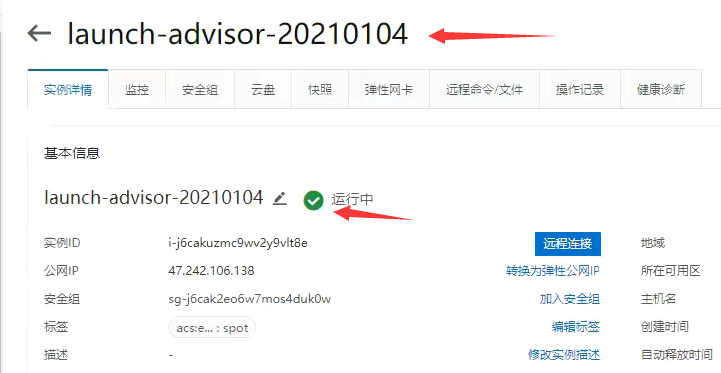 launch-advisor-20210104
实例详情 监控 安全组 云盘 快照 弹性网卡 远程命令/文件 操作记录 健康诊断
基本信息
launch-advisor-20210104 运行中
实例ID i-j6cakuzmc9wv2y9vlt8e 远程连接 地域
公网IP 47.242.106.138 转换为弹性公网IP 所在可用区
安全组 sg-j6cak2eo6w7mos4duk0w 加入安全组 主机名
标签 acs:e... : spot 编辑标签 创建时间
描述 - 修改实例描述 自动释放时间